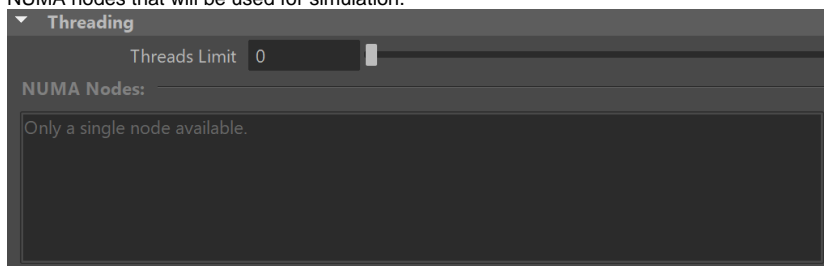 NUMA nodes that will be used for simulation.
Threading
Threads Limit 0
NUMA Nodes:
Only a single node available.